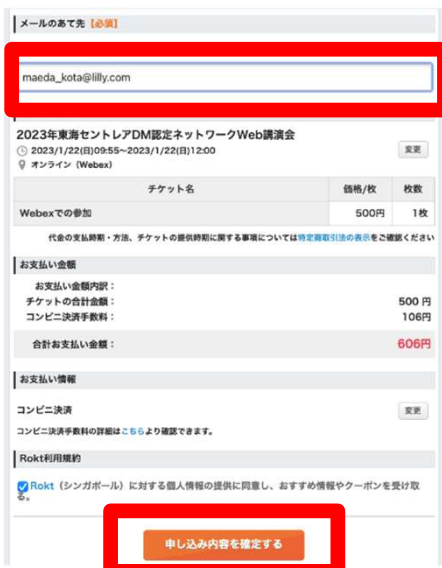 メールのあて先【必須】
maeda_kota@lilly.com
2023年東海セントレアDM認定ネットワークWeb講演会
2023/1/22(日)09:55~2023/1/22(日)12:00
変更
オンライン（Webex）
チケット名 価格/枚 枚数
Webexでの参加 500円 1枚
代金の支払時期・方法、チケットの提供時期に関する事項については特定商取引法の表示をご確認ください
お支払い金額
お支払い金額内訳：
チケットの合計金額： 500 円
コンビニ決済手数料： 106円
合計お支払い金額： 606円
お支払い情報
コンビニ決済 変更
コンビニ決済手数料の詳細はこちらより確認できます。
Rokt利用規約
Rokt（シンガポール）に対する個人情報の提供に同意し、おすすめ情報やクーポンを受け取
る。
申し込み内容を確定する